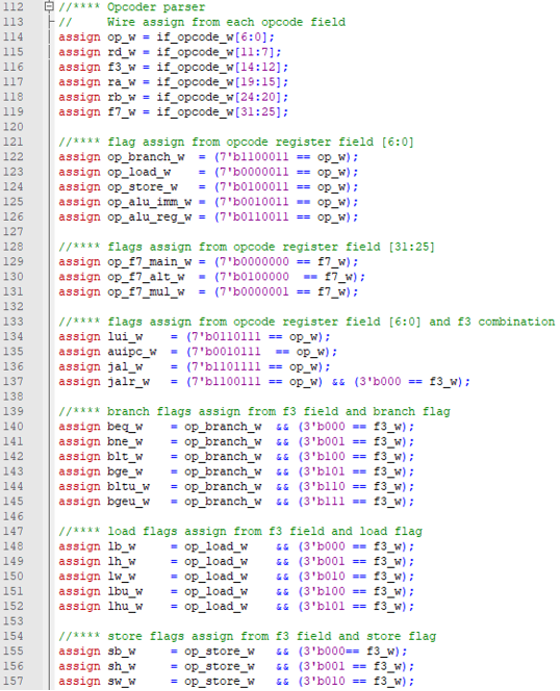 112 //**** Opcoder parser
113 // Wire assign from each opcode field
114 assign op_w = if_opcode_w[6:0];
115 assign rd_w = if_opcode_w[11:7];
116 assign f3_w = if_opcode_w[14:12];
117 assign ra_w = if_opcode_w[19:15];
118 assign rb_w = if_opcode_w[24:20];
119 assign f7_w = if_opcode_w[31:25];
120
121 //**** flag assign from opcode register field [6:0]
122 assign op_branch_w = (7'b1100011 == op_w);
123 assign op_load_w = (7'b0000011 == op_w);
124 assign op_store_w = (7'b0100011 == op_w);
125 assign op_alu_imm_w = (7'b0010011 == op_w);
126 assign op_alu_reg_w = (7'b0110011 == op_w);
127
128 //**** flags assign from opcode register field [31:25]
129 assign op_f7_main_w = (7'b0000000 == f7_w);
130 assign op_f7_alt_w = (7'b0100000 == f7_w);
131 assign op_f7_mul_w = (7'b0000001 == f7_w);
132
133 //**** flags assign from opcode register field [6:0] and f3 combination
134 assign lui_w = (7'b0110111 == op_w);
135 assign auipc_w = (7'b0010111 == op_w);
136 assign jal_w = (7'b1101111 == op_w);
137 assign jalr_w = (7'b1100111 == op_w) && (3'b000 == f3_w);
138
139 //**** branch flags assign from f3 field and branch flag
140 assign beq_w = op_branch_w && (3'b000 == f3_w);
141 assign bne_w = op_branch_w && (3'b001 == f3_w);
142 assign blt_w = op_branch_w && (3'b100 == f3_w);
143 assign bge_w = op_branch_w && (3'b101 == f3_w);
144 assign bltu_w = op_branch_w && (3'b110 == f3_w);
145 assign bgeu_w = op_branch_w && (3'b111 == f3_w);
146
147 //**** load flags assign from f3 field and load flag
148 assign lb_w = op_load_w && (3'b000 == f3_w);
149 assign lh_w = op_load_w && (3'b001 == f3_w);
150 assign lw_w = op_load_w && (3'b010 == f3_w);
151 assign lbu_w = op_load_w && (3'b100 == f3_w);
152 assign lhu_w = op_load_w && (3'b101 == f3_w);
153
154 //**** store flags assign from f3 field and store flag
155 assign sb_w = op_store_w && (3'b000== f3_w);
156 assign sh_w = op_store_w && (3'b001 == f3_w);
157 assign sw_w = op_store_w && (3'b010 == f3_w);